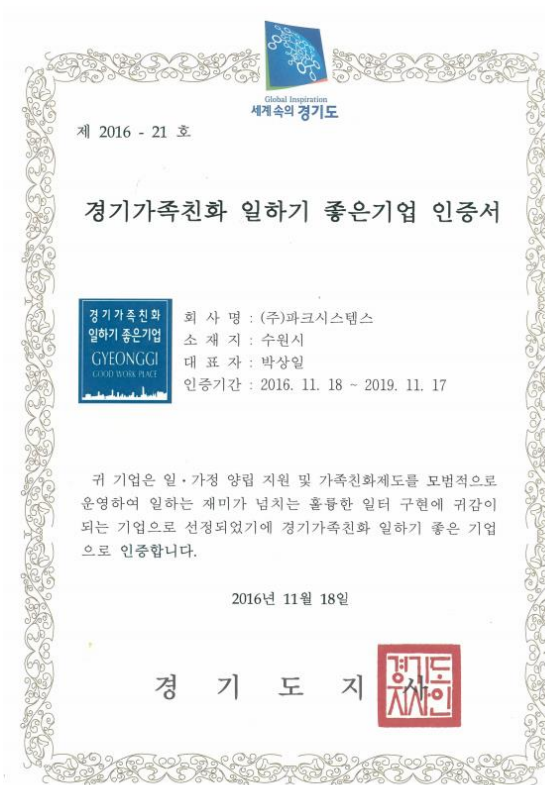 Global Inspiration
세계속의 경기도
제 2016 - 21 호
경기가족친화 일하기 좋은기업 인증서
경기가족친화
일하기 좋은기업
GYEONGGI
GOOD WORK PLACE
회 사 명 : (주)파크시스템스
소 재 지 : 수원시
대 표 자 : 박상일
인증기간 : 2016. 11. 18 ~ 2019. 11. 17
귀 기업은 일·가정 양립 지원 및 가족친화제도를 모범적으로
운영하여 일하는 재미가 넘치는 훌륭한 일터 구현에 귀감이
되는 기업으로 선정되었기에 경기가족친화 일하기 좋은 기업
으로 인증합니다.
2016년 11월 18일
경 기 도 지 사
경기도
지사인